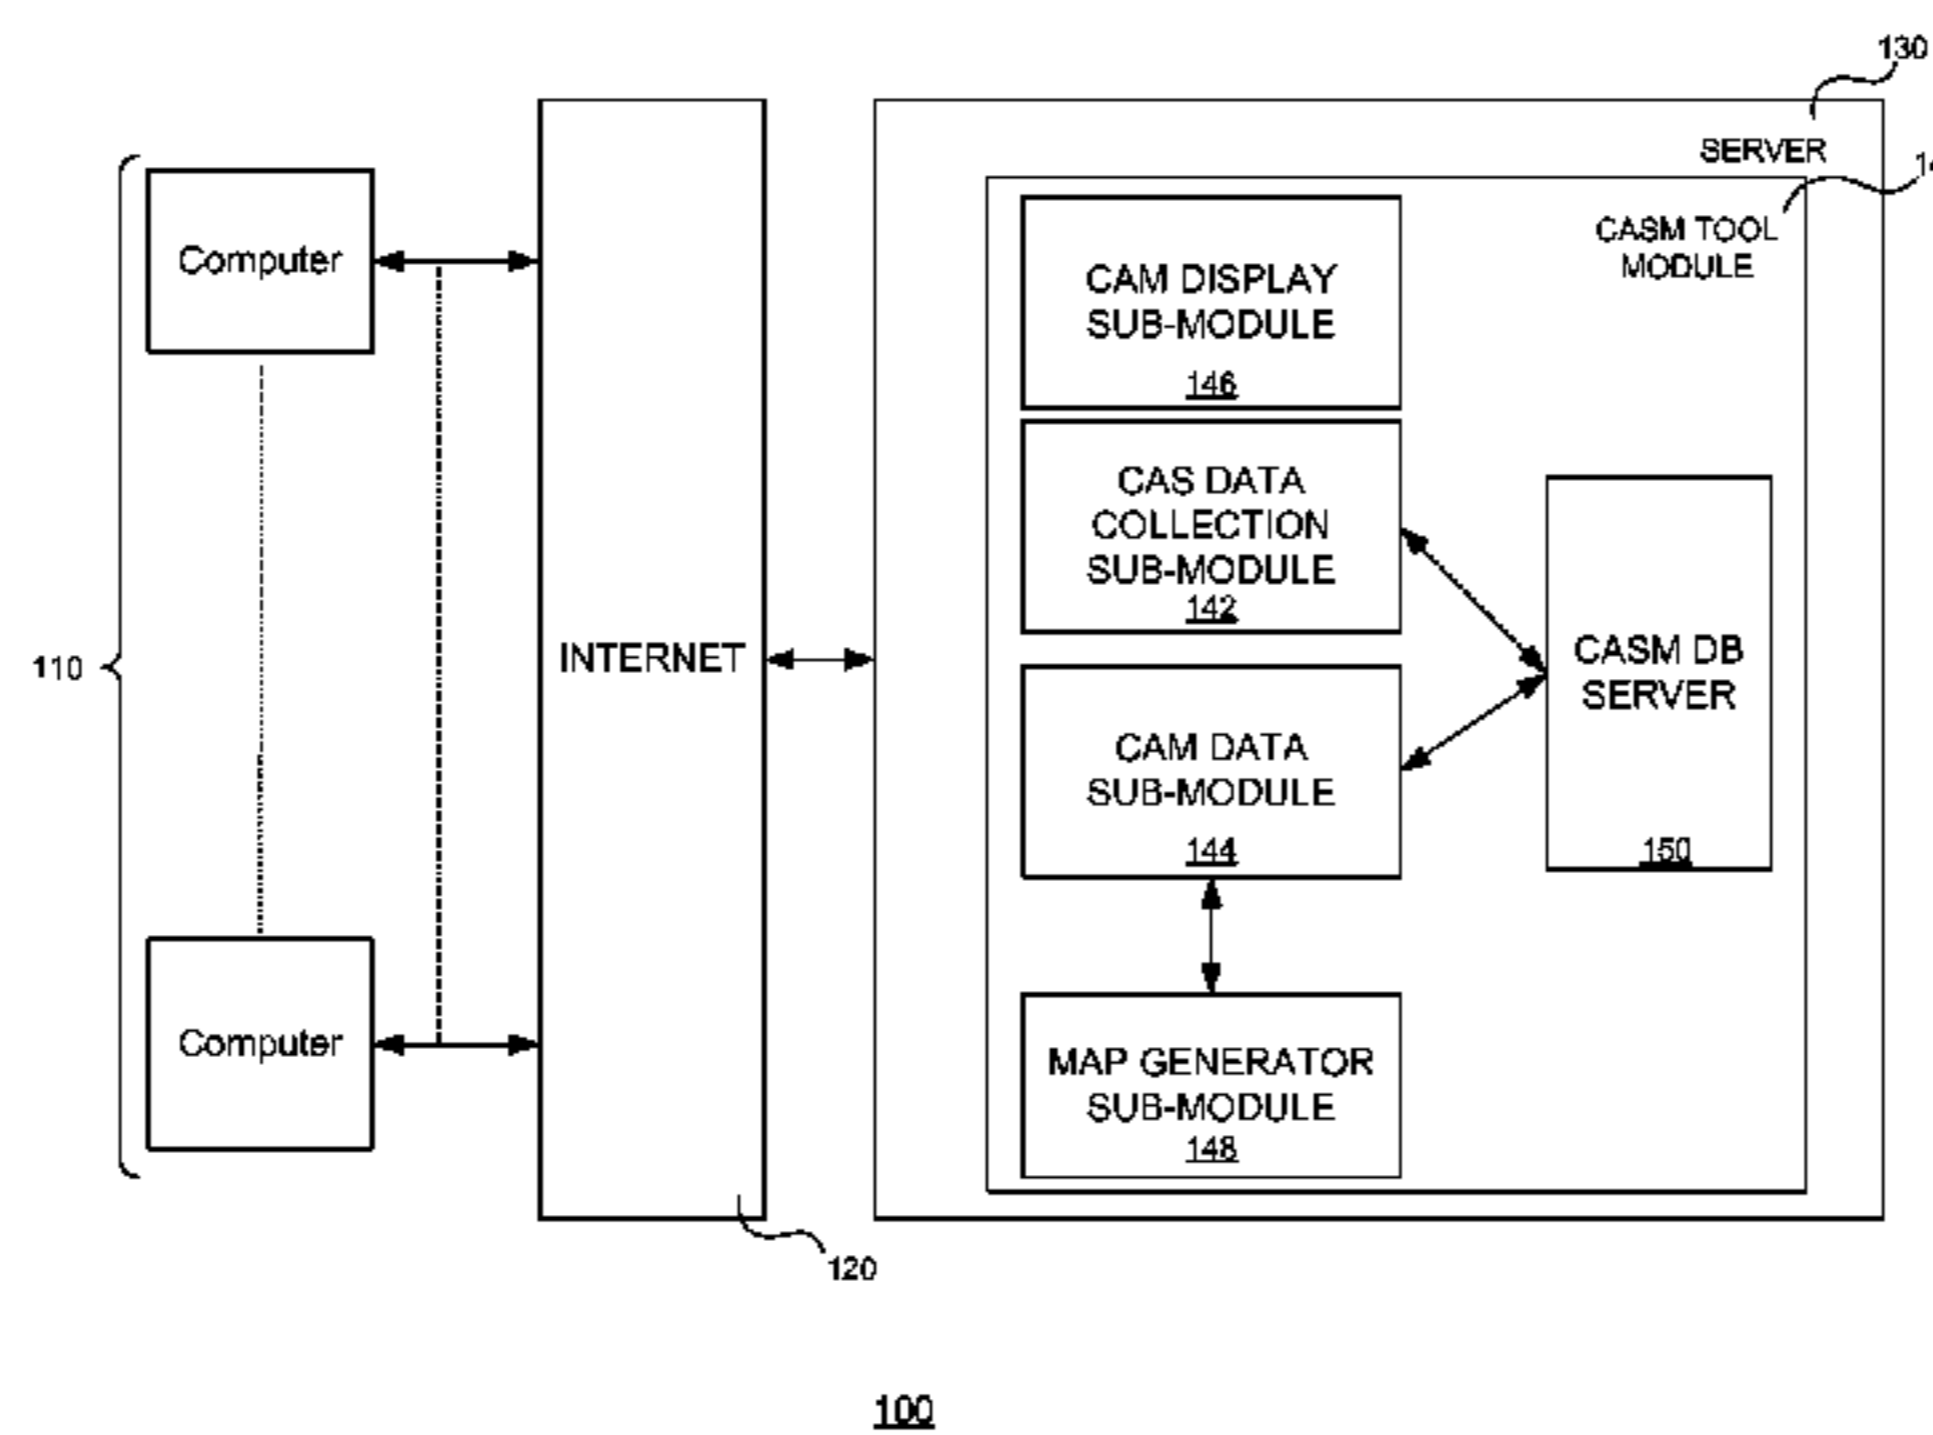 130
SERVER
CASM TOOL
MODULE
CAM DISPLAY
SUB-MODULE
146
Computer
CAS DATA
COLLECTION
SUB-MODULE
142
110
INTERNET
CASM DB
SERVER
150
CAM DATA
SUB-MODULE
144
Computer
MAP GENERATOR
SUB-MODULE
148
120
100